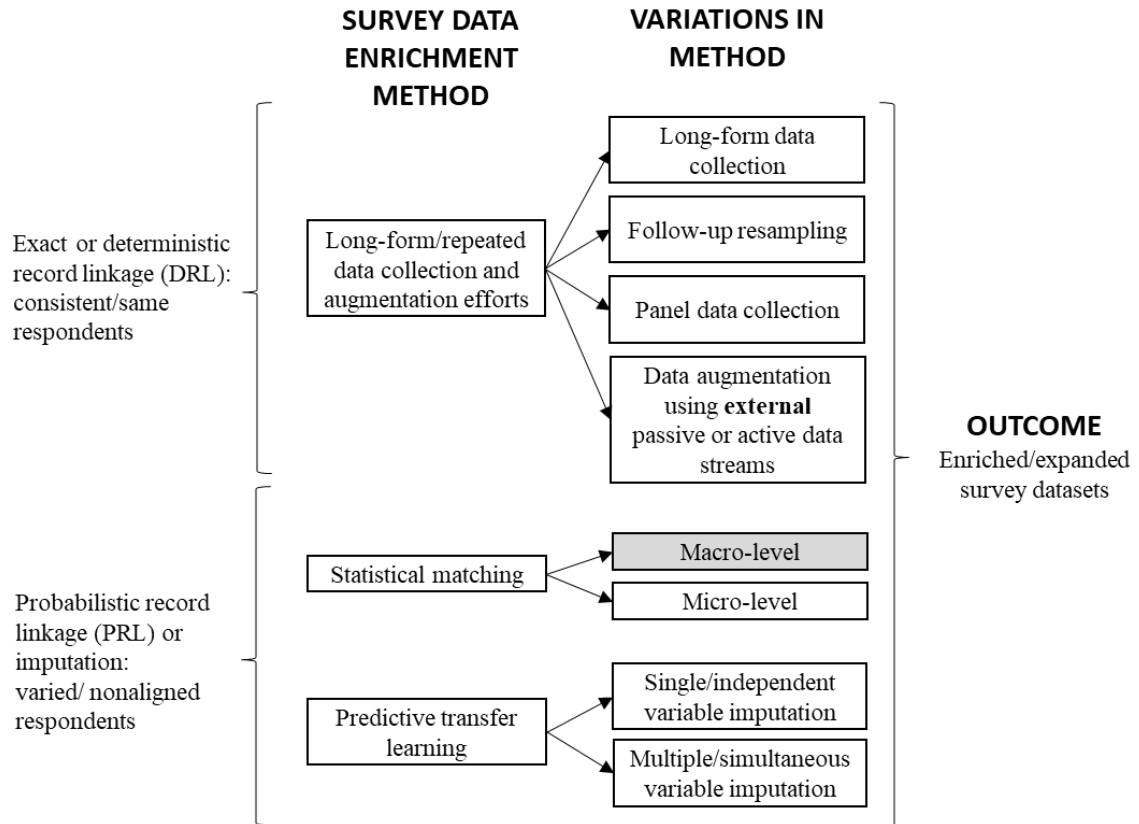 SURVEY DATA
ENRICHMENT
METHOD
VARIATIONS IN
METHOD
Exact or deterministic
record linkage (DRL):
consistent/same
respondents
Long-form/repeated
data collection and
augmentation efforts
Long-form data
collection
Follow-up resampling
Panel data collection
Data augmentation
using external
passive or active data
streams
Probabilistic record
linkage (PRL) or
imputation:
varied/ nonaligned
respondents
Statistical matching
Macro-level
Micro-level
Predictive transfer
learning
Single/independent
variable imputation
Multiple/simultaneous
variable imputation
OUTCOME
Enriched/expanded
survey datasets